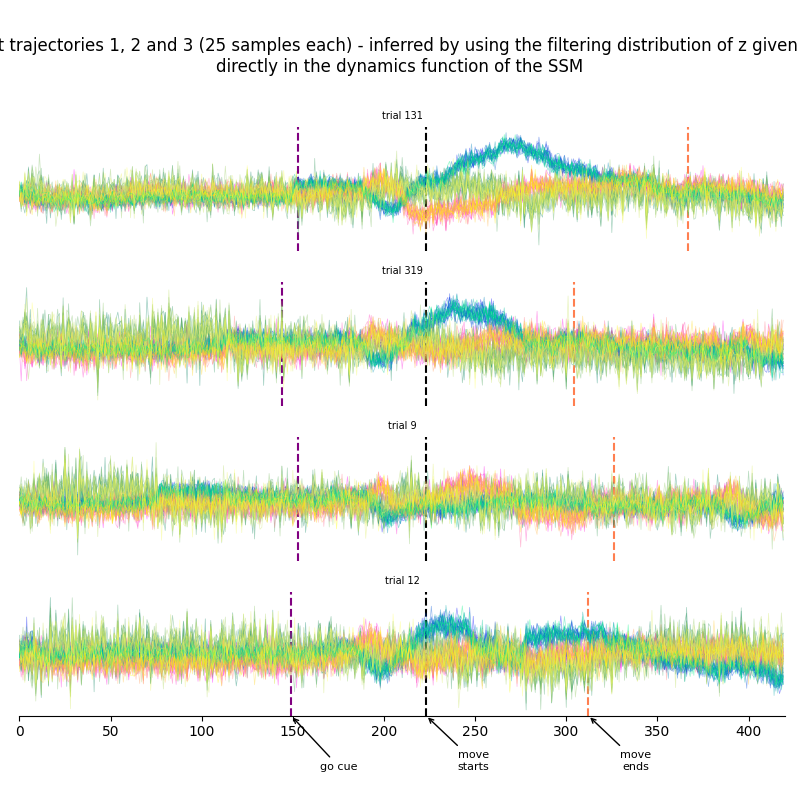 t trajectories 1, 2 and 3 (25 samples each) - inferred by using the filtering distribution of z given
directly in the dynamics function of the SSM
trial 131
trial 319
trial 9
trial 12
0 50 100 150 200 250 300 350 400
go cue
move
starts
move
ends